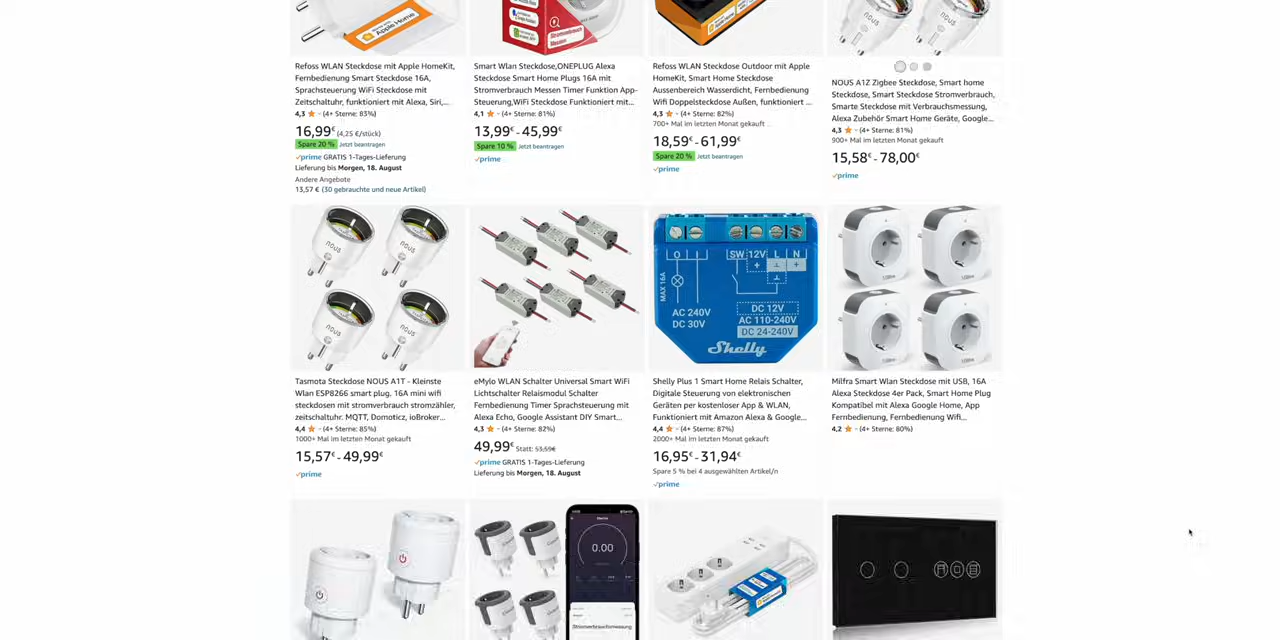 Apple Home
Stromverbrauch
Messen
Refoss WLAN Steckdose mit Apple HomeKit,
Fernbedienung Smart Steckdose 16A,
Sprachsteuerung WiFi Steckdose mit
Zeitschaltuhr, funktioniert mit Alexa, Siri,...
4,3 (4+ Sterne: 83%)
16,99€ (4,25 €/stück)
Spare 20 % Jetzt beantragen
prime GRATIS 1-Tages-Lieferung
Lieferung bis Morgen, 18. August
Andere Angebote
13,57 € (30 gebrauchte und neue Artikel)
Smart Wlan Steckdose,ONEPLUG Alexa
Steckdose Smart Home Plugs 16A mit
Stromverbrauch Messen Timer Funktion App-
Steuerung,WiFi Steckdose Funktioniert mit...
4,1 (4+ Sterne: 81%)
13,99€ - 45,99€
Spare 10 % Jetzt beantragen
prime
Refoss WLAN Steckdose Outdoor mit Apple
HomeKit, Smart Home Steckdose
Aussenbereich Wasserdicht, Fernbedienung
Wifi Doppelsteckdose Außen, funktioniert ...
4,3 (4+ Sterne: 82%)
700+ Mal im letzten Monat gekauft
18,59€ - 61,99€
Spare 20 % Jetzt beantragen
prime
NOUS A1Z Zigbee Steckdose, Smart home
Steckdose, Smart Steckdose Stromverbrauch,
Smarte Steckdose mit Verbrauchsmessung,
Alexa Zubehör Smart Home Geräte, Google...
4,3 (4+ Sterne: 81%)
900+ Mal im letzten Monat gekauft
15,58€ - 78,00€
prime
nous
nous
nous
nous
Tasmota Steckdose NOUS A1T - Kleinste
Wlan ESP8266 smart plug. 16A mini wifi
steckdosen mit stromverbrauch stromzähler,
zeitschaltuhr. MQTT, Domoticz, ioBroker...
4,4 (4+ Sterne: 85%)
1000+ Mal im letzten Monat gekauft
15,57€ - 49,99€
prime
eMylo WLAN Schalter Universal Smart WiFi
Lichtschalter Relaismodul Schalter
Fernbedienung Timer Sprachsteuerung mit
Alexa Echo, Google Assistant DIY Smart...
4,3 (4+ Sterne: 82%)
49,99€ Statt: 53,59€
prime GRATIS 1-Tages-Lieferung
Lieferung bis Morgen, 18. August
O I SW 12V L N
+ ⊥ ⊥ +
MAX 16A
AC 240V
DC 30V
DC 12V
AC 110-240V
DC 24-240V
Shelly
Shelly Plus 1 Smart Home Relais Schalter,
Digitale Steuerung von elektronischen
Geräten per kostenloser App & WLAN,
Funktioniert mit Amazon Alexa & Google...
4,4 (4+ Sterne: 87%)
2000+ Mal im letzten Monat gekauft
16,95€ - 31,94€
Spare 5 % bei 4 ausgewählten Artikel/n
prime
Milfra Smart Wlan Steckdose mit USB, 16A
Alexa Steckdose 4er Pack, Smart Home Plug
Kompatibel mit Alexa Google Home, App
Fernbedienung, Fernbedienung Wifi...
4,2 (4+ Sterne: 80%)
0.00
Stromverbrauchsmessung